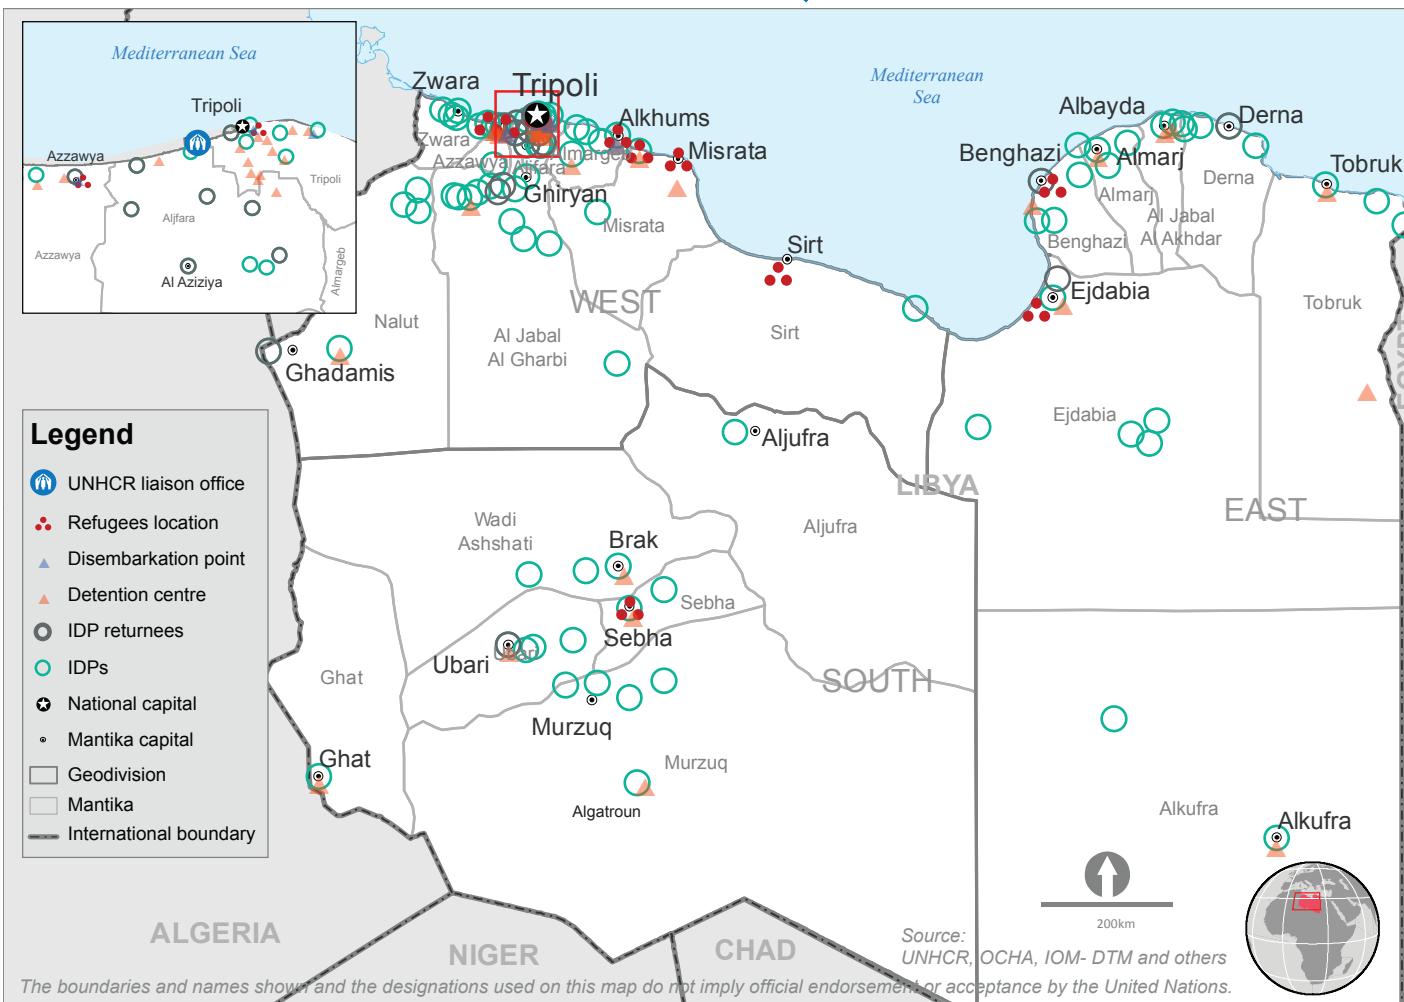 Mediterranean Sea
Tripoli
Azzawya
Tripoli
Aljfara
Azzawya
Almargeb
Al Aziziya
Mediterranean
Sea
Zwara
Tripoli
Alkhums
Misrata
Zwara
Azzawya
Aljfara
Almargeb
Ghiryan
Misrata
Albayda
Derna
Benghazi
Almarj
Tobruk
Almarj
Derna
Al Jabal
Al Akhdar
Benghazi
Sirt
Ejdabia
WEST
Nalut
Al Jabal
Al Gharbi
Sirt
Tobruk
EGYPT
Ghadamis
Ejdabia
Aljufra
LIBYA
EAST
Wadi
Ashshati
Aljufra
Brak
Sebha
Sebha
Ubari
Ubari
Ghat
SOUTH
Murzuq
Ghat
Murzuq
Algatroun
Alkufra
Alkufra
Legend
UNHCR liaison office
Refugees location
Disembarkation point
Detention centre
IDP returnees
IDPs
National capital
Mantika capital
Geodivision
Mantika
International boundary
ALGERIA
NIGER
CHAD
200km
Source:
UNHCR, OCHA, IOM- DTM and others
The boundaries and names shown and the designations used on this map do not imply official endorsement or acceptance by the United Nations.